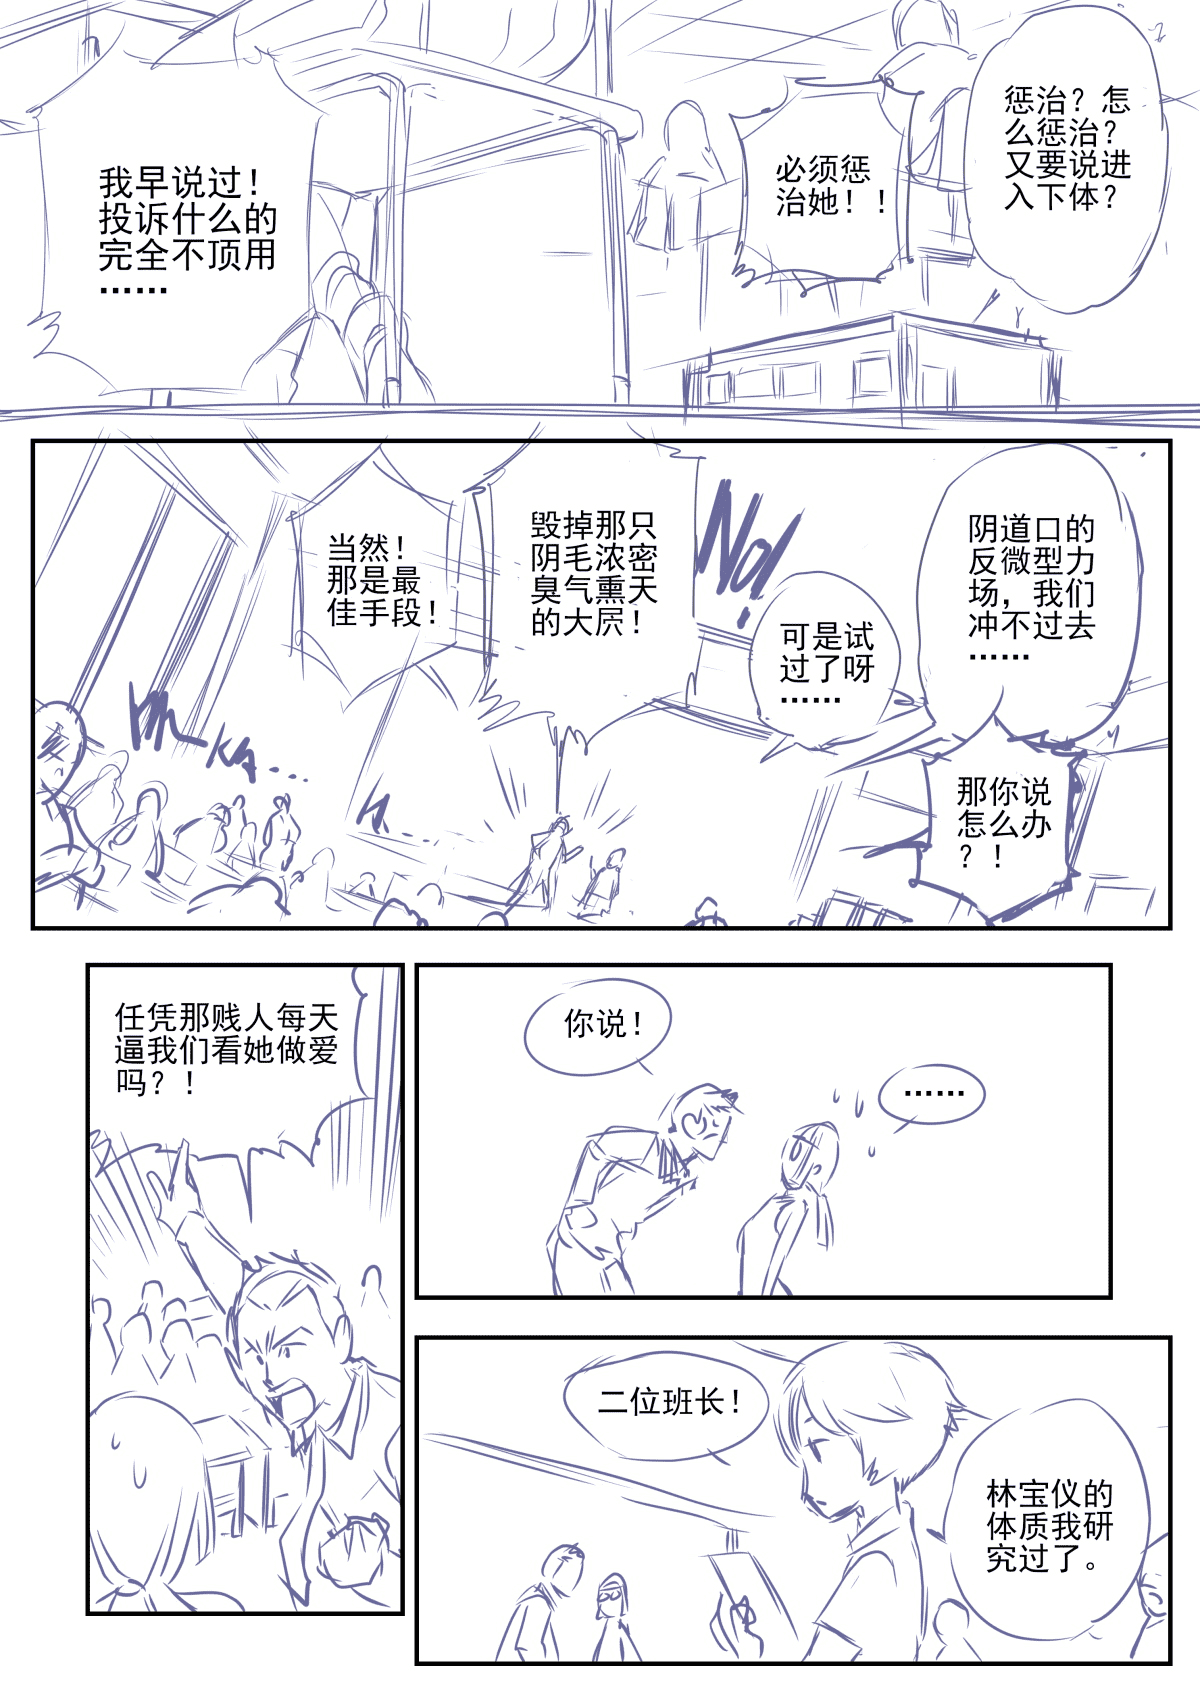 惩治？怎
么惩治？
又要说进
入下体？
必须惩
治她！！
我早说过！
投诉什么的
完全不顶用
……
阴道口的
反微型力
场，我们
冲不过去
……
那你说
怎么办
？！
可是试
过了呀
……
No!
毁掉那只
阴毛浓密
臭气熏天
的大屄！
当然！
那是最
佳手段！
你说！
……
任凭那贱人每天
逼我们看她做爱
吗？！
二位班长！
林宝仪的
体质我研
究过了。